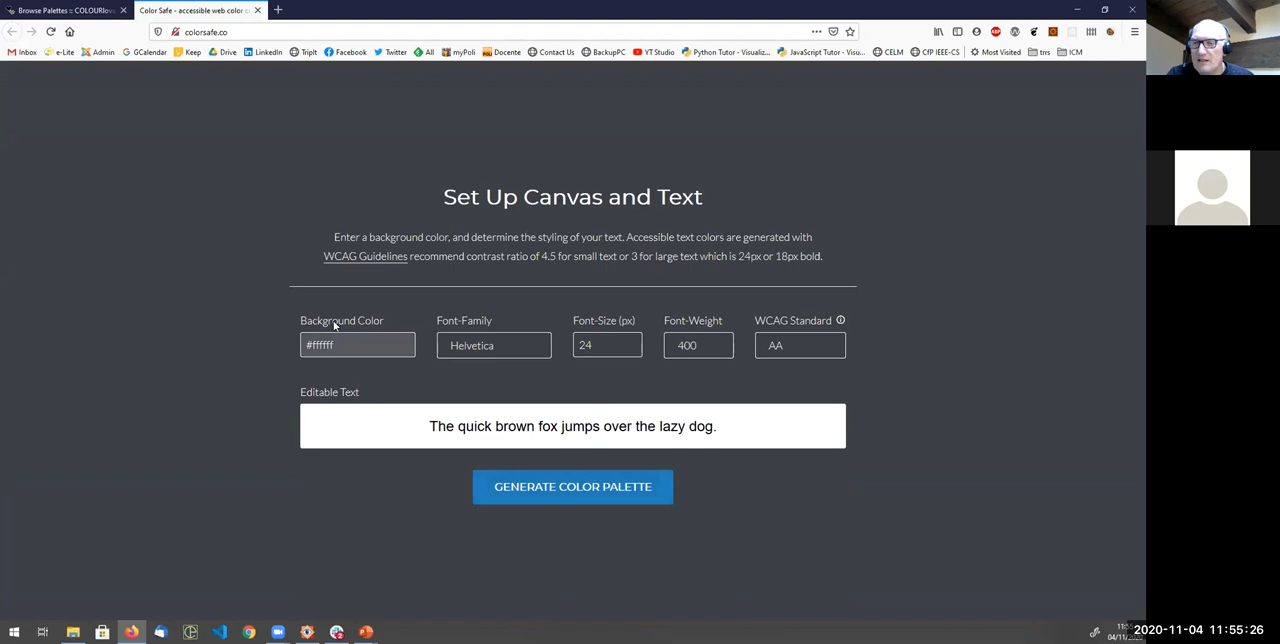 Browse Palettes :: COLOURlove
Color Safe - accessible web color c
colorsafe.co
Inbox e-Lite Admin GCalendar Keep Drive LinkedIn TripIt Facebook Twitter All myPoli Docente Contact Us BackupPC YT Studio Python Tutor - Visualiz... JavaScript Tutor - Visu... CELM CfP IEEE-CS Most Visited trrs ICM
Set Up Canvas and Text
Enter a background color, and determine the styling of your text. Accessible text colors are generated with
WCAG Guidelines recommend contrast ratio of 4.5 for small text or 3 for large text which is 24px or 18px bold.
Background Color Font-Family Font-Size (px) Font-Weight WCAG Standard
#ffffff Helvetica 24 400 AA
Editable Text
The quick brown fox jumps over the lazy dog.
GENERATE COLOR PALETTE
2020-11-04 11:55:26